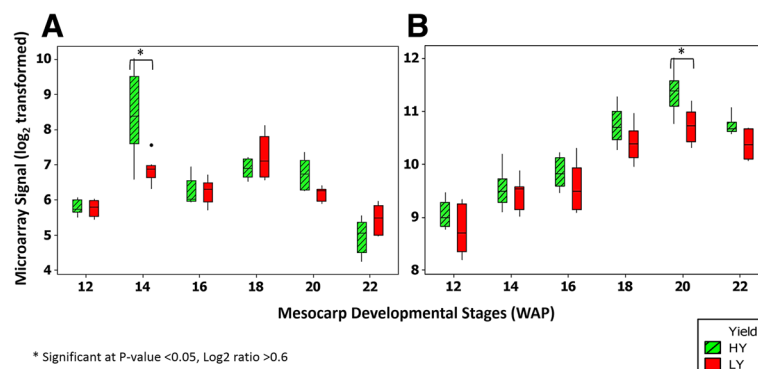 A
B
*
*
Microarray Signal (log2 transformed)
10
9
8
7
6
5
4
12
11
10
9
8
12 14 16 18 20 22
12 14 16 18 20 22
Mesocarp Developmental Stages (WAP)
Yield
HY
LY
* Significant at P-value <0.05, Log2 ratio >0.6